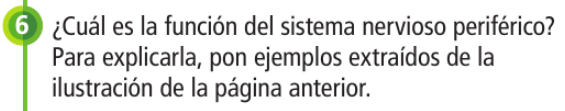 6 ¿Cuál es la función del sistema nervioso periférico?
Para explicarla, pon ejemplos extraídos de la
ilustración de la página anterior.